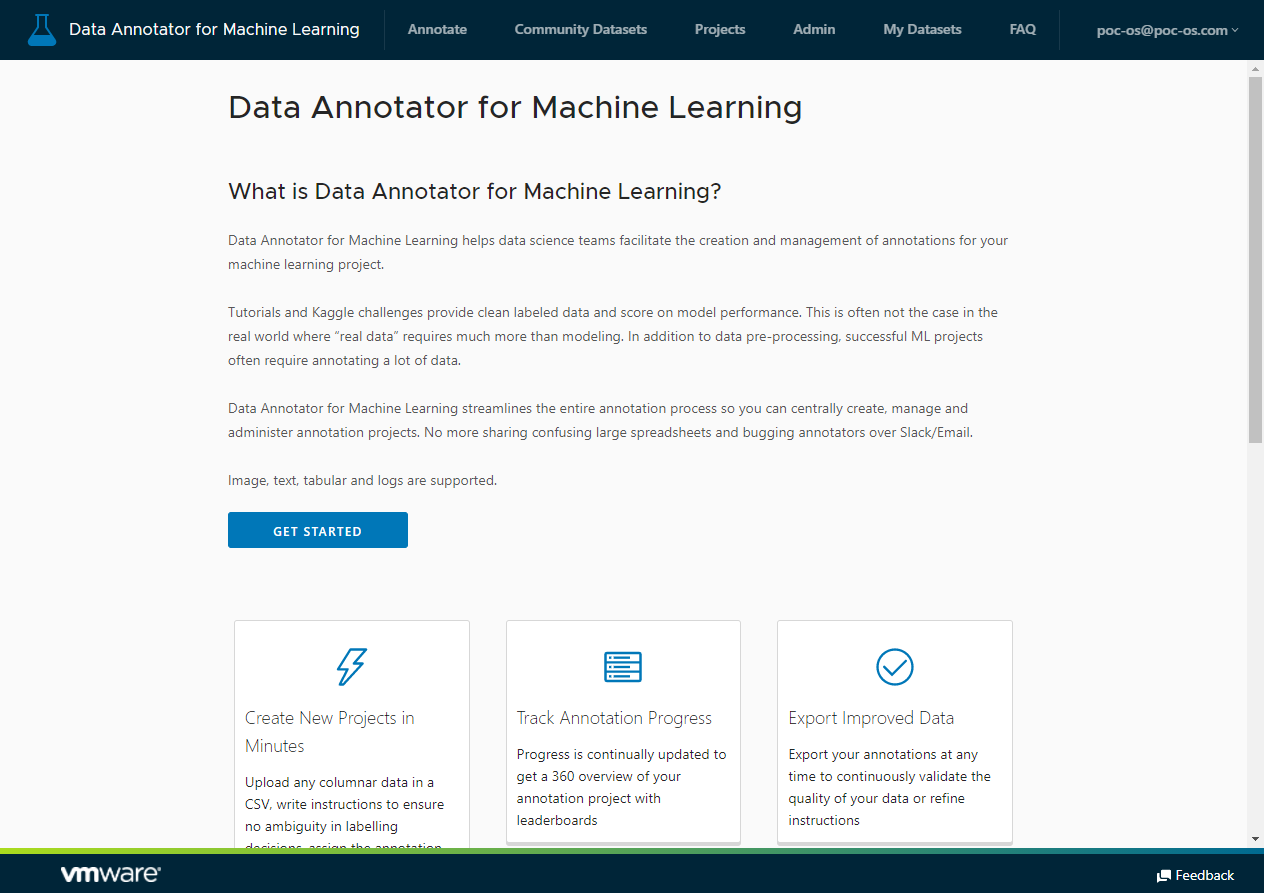 Data Annotator for Machine Learning
Annotate
Community Datasets
Projects
Admin
My Datasets
FAQ
poc-os@poc-os.com
Data Annotator for Machine Learning
What is Data Annotator for Machine Learning?
Data Annotator for Machine Learning helps data science teams facilitate the creation and management of annotations for your
machine learning project.
Tutorials and Kaggle challenges provide clean labeled data and score on model performance. This is often not the case in the
real world where “real data” requires much more than modeling. In addition to data pre-processing, successful ML projects
often require annotating a lot of data.
Data Annotator for Machine Learning streamlines the entire annotation process so you can centrally create, manage and
administer annotation projects. No more sharing confusing large spreadsheets and bugging annotators over Slack/Email.
Image, text, tabular and logs are supported.
GET STARTED
Create New Projects in
Minutes
Upload any columnar data in a
CSV, write instructions to ensure
no ambiguity in labelling
decisions, assign the annotation
Track Annotation Progress
Progress is continually updated to
get a 360 overview of your
annotation project with
leaderboards
Export Improved Data
Export your annotations at any
time to continuously validate the
quality of your data or refine
instructions
vmware
Feedback